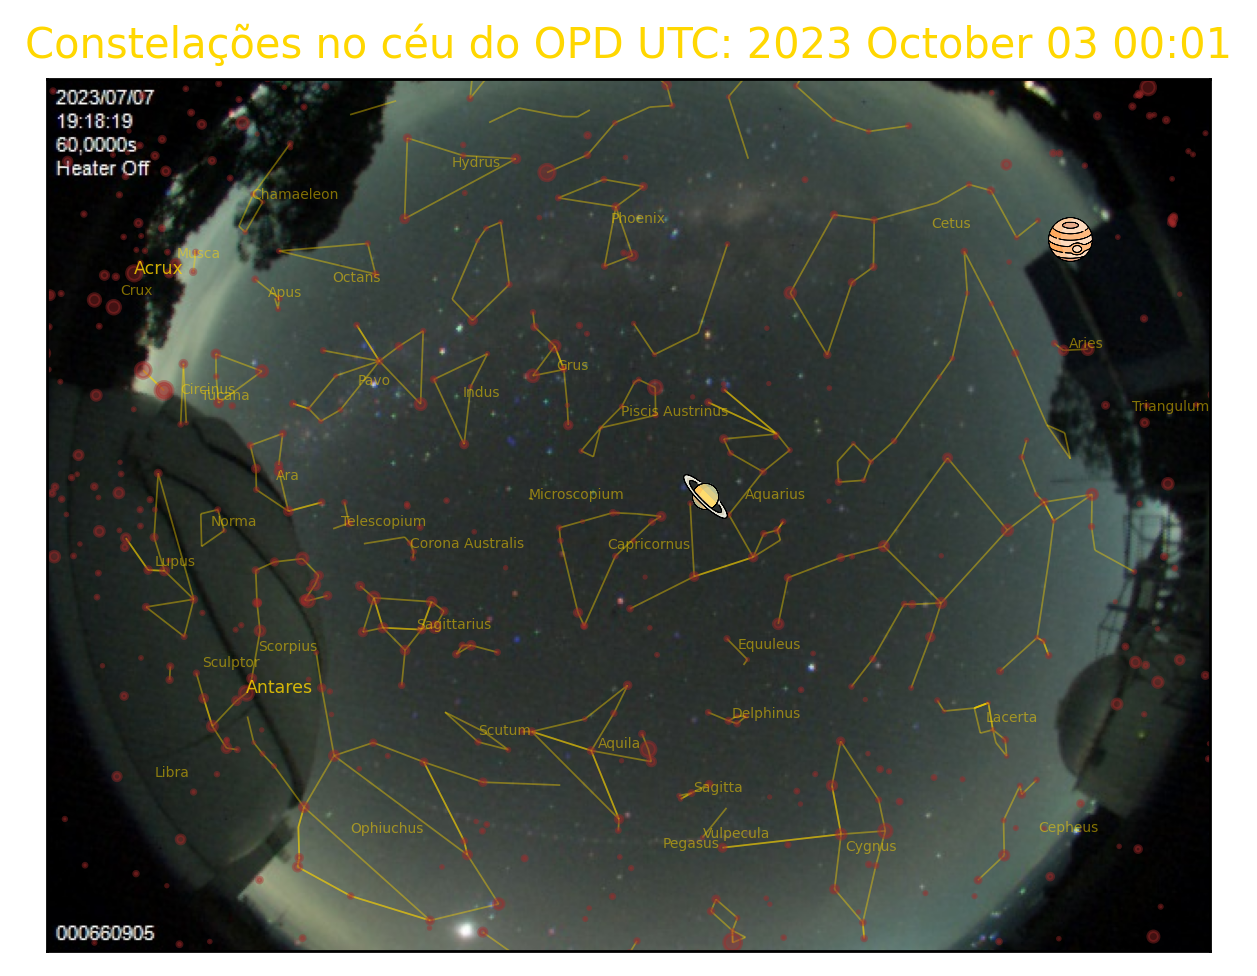 Constelações no céu do OPD UTC: 2023 October 03 00:01
2023/07/07
19:18:19
60,0000s
Heater Off
Hydrus
Chamaeleon
Phoenix
Cetus
Musca
Acrux
Octans
Crux
Apus
Aries
Grus
Pavo
Circinus
Tucana
Indus
Piscis Austrinus
Triangulum
Ara
Microscopium
Aquarius
Norma
Telescopium
Corona Australis
Capricornus
Lupus
Sagittarius
Scorpius
Equuleus
Sculptor
Antares
Delphinus
Lacerta
Scutum
Aquila
Libra
Sagitta
Ophiuchus
Vulpecula
Cepheus
Pegasus
Cygnus
000660905